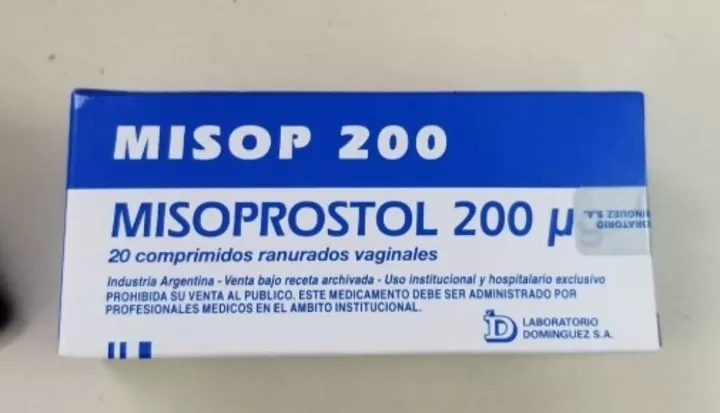 MISOP 200
MISOPROSTOL 200 µg
20 comprimidos ranurados vaginales
Industria Argentina - Venta bajo receta archivada - Uso institucional y hospitalario exclusivo
PROHIBIDA SU VENTA AL PUBLICO. ESTE MEDICAMENTO DEBE SER ADMINISTRADO POR
PROFESIONALES MEDICOS EN EL AMBITO INSTITUCIONAL.
LABORATORIO
DOMINGUEZ S.A.